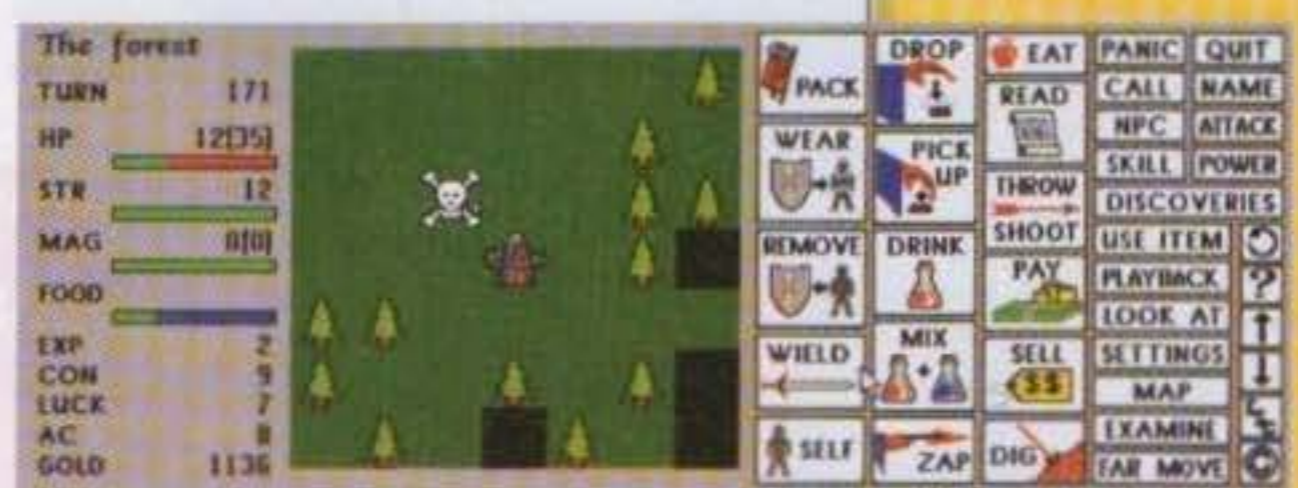 The forest
TURN 171
HP 12[35]
STR 12
MAG 0[0]
FOOD
EXP 2
CON 9
LUCK 7
AC
GOLD 1136
PACK
WEAR
REMOVE
WIELD
SELF
DROP
PICK UP
DRINK
MIX
ZAP
EAT
READ
THROW
SHOOT
PAY
SELL
$$
DIG
PANIC QUIT
CALL NAME
NPC ATTACK
SKILL POWER
DISCOVERIES
USE ITEM
PLAYBACK ?
LOOK AT
SETTINGS
MAP
EXAMINE
FAR MOVE